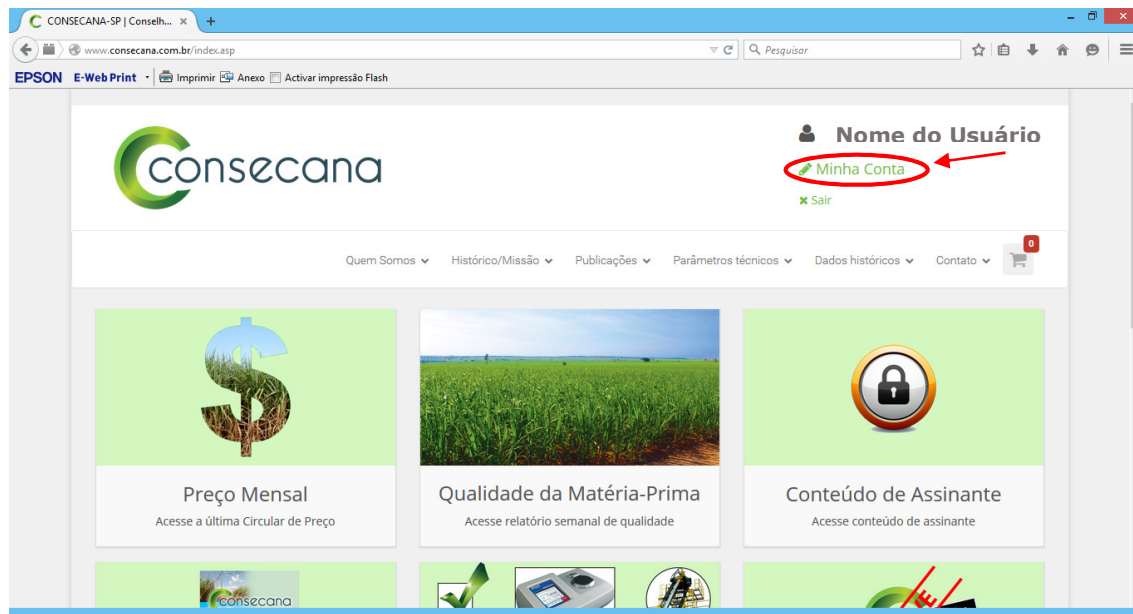 CONSECANA-SP | Conselh...
www.consecana.com.br/index.asp
Pesquisar
EPSON E-Web Print Imprimir Anexo Activar impressão Flash
consecana
Nome do Usuário
Minha Conta
Sair
Quem Somos Histórico/Missão Publicações Parâmetros técnicos Dados históricos Contato 0
Preço Mensal
Acesse a última Circular de Preço
Qualidade da Matéria-Prima
Acesse relatório semanal de qualidade
Conteúdo de Assinante
Acesse conteúdo de assinante
consecana